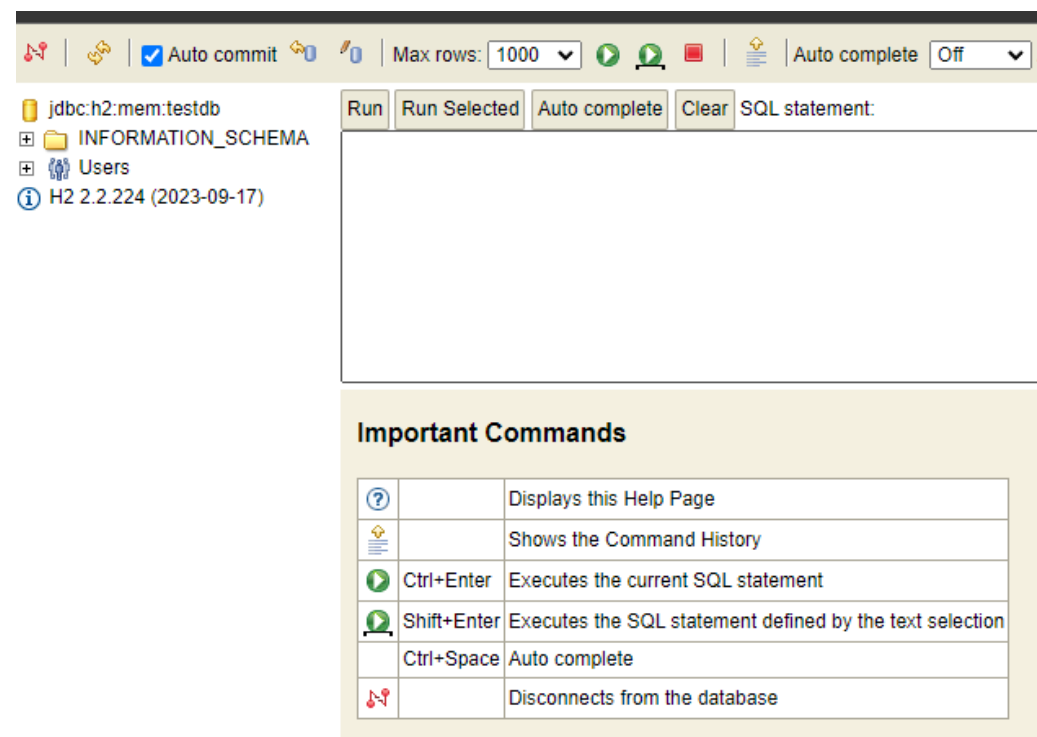 Auto commit Max rows: 1000 Auto complete Off
jdbc:h2:mem:testdb
INFORMATION_SCHEMA
Users
H2 2.2.224 (2023-09-17)
Run Run Selected Auto complete Clear SQL statement:
Important Commands
Displays this Help Page
Shows the Command History
Ctrl+Enter Executes the current SQL statement
Shift+Enter Executes the SQL statement defined by the text selection
Ctrl+Space Auto complete
Disconnects from the database